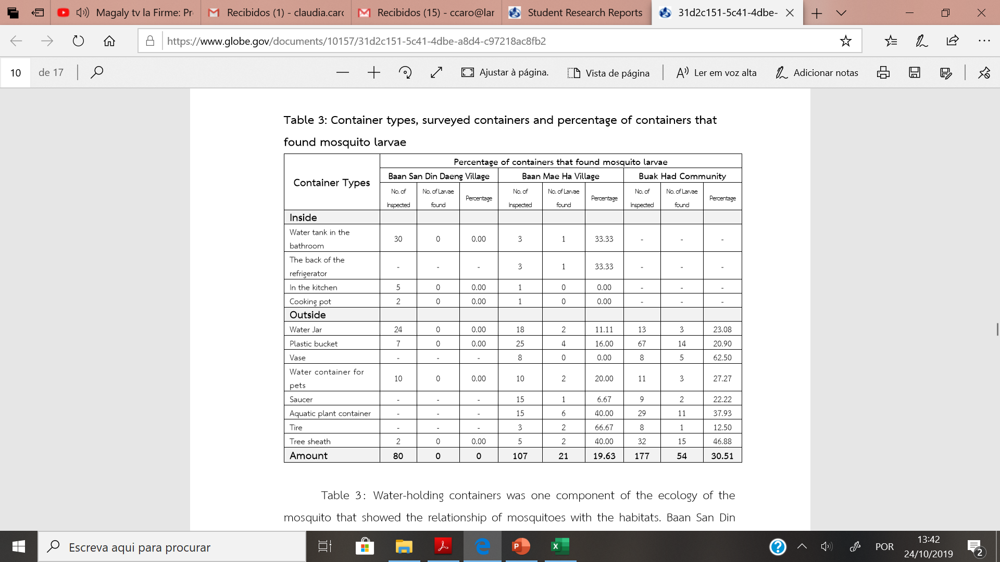 Magaly tv la Firme: Pr
Recibidos (1) - claudia.carc
Recibidos (15) - ccaro@lar
Student Research Reports
31d2c151-5c41-4dbe-
https://www.globe.gov/documents/10157/31d2c151-5c41-4dbe-a8d4-c97218ac8fb2
10 de 17
Ajustar à página.
Vista de página
Ler em voz alta
Adicionar notas
Table 3: Container types, surveyed containers and percentage of containers that
found mosquito larvae
Container Types
Percentage of containers that found mosquito larvae
Baan San Din Daeng Village Baan Mae Ha Village Buak Had Community
No. of Inspected No. of Larvae found Percentage No. of Inspected No. of Larvae found Percentage No. of Inspected No. of Larvae found Percentage
Inside
Water tank in the bathroom 30 0 0.00 3 1 33.33 - - -
The back of the refrigerator - - - 3 1 33.33 - - -
In the kitchen 5 0 0.00 1 0 0.00 - - -
Cooking pot 2 0 0.00 1 0 0.00 - - -
Outside
Water Jar 24 0 0.00 18 2 11.11 13 3 23.08
Plastic bucket 7 0 0.00 25 4 16.00 67 14 20.90
Vase - - - 8 0 0.00 8 5 62.50
Water container for pets 10 0 0.00 10 2 20.00 11 3 27.27
Saucer - - - 15 1 6.67 9 2 22.22
Aquatic plant container - - - 15 6 40.00 29 11 37.93
Tire - - - 3 2 66.67 8 1 12.50
Tree sheath 2 0 0.00 5 2 40.00 32 15 46.88
Amount 80 0 0 107 21 19.63 177 54 30.51
Table 3: Water-holding containers was one component of the ecology of the
mosquito that showed the relationship of mosquitoes with the habitats. Baan San Din
Escreva aqui para procurar
POR
13:42
24/10/2019
2